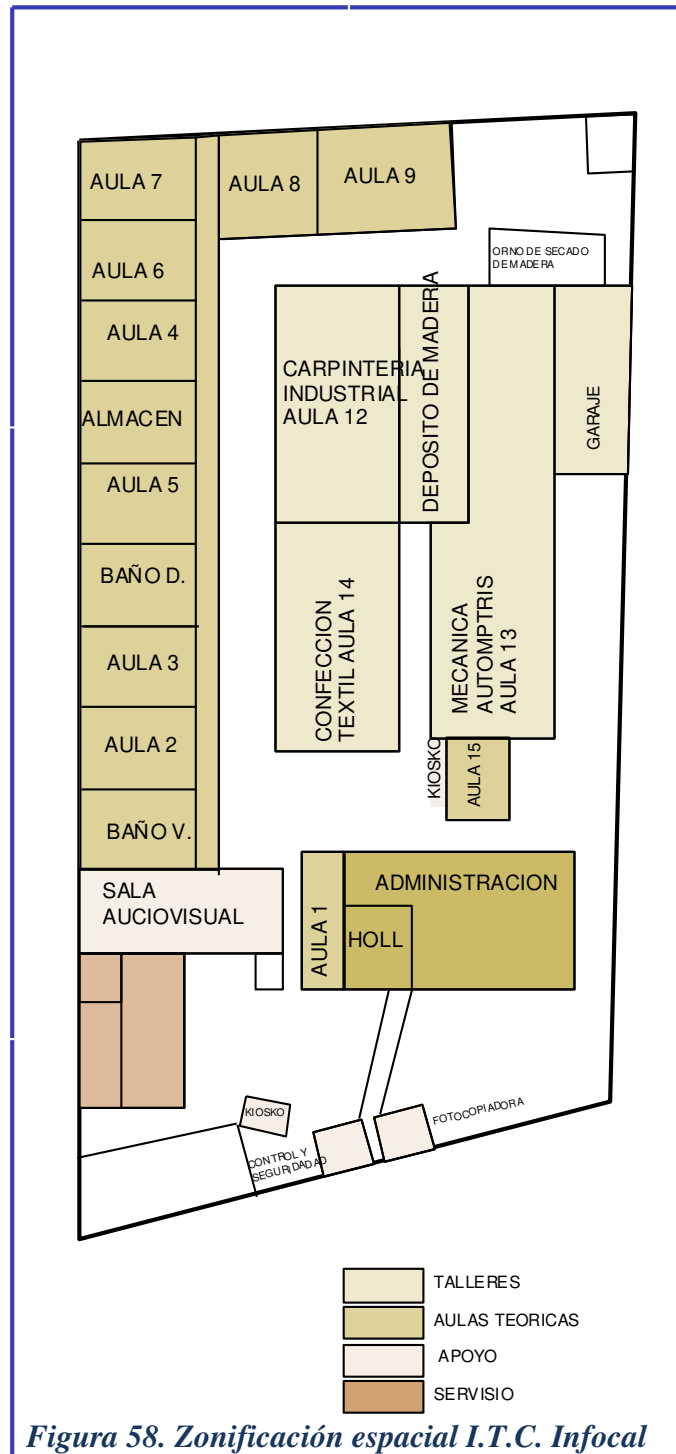 AULA 7
AULA 8
AULA 9
AULA 6
ORNO DE SECADO
DE MADERA
AULA 4
CARPINTERIA
INDUSTRIAL
AULA 12
DEPOSITO DE MADERA
GARAJE
ALMACEN
AULA 5
BAÑO D.
CONFECCION
TEXTIL AULA 14
MECANICA
AUTOMPTRIS
AULA 13
AULA 3
AULA 2
KIOSKO
AULA 15
BAÑO V.
SALA
AUCIOVISUAL
AULA 1
ADMINISTRACION
HOLL
KIOSKO
CONTROL Y
SEGURIDADAD
FOTOCOPIADORA
TALLERES
AULAS TEORICAS
APOYO
SERVISIO
Figura 58. Zonificación espacial I.T.C. Infocal